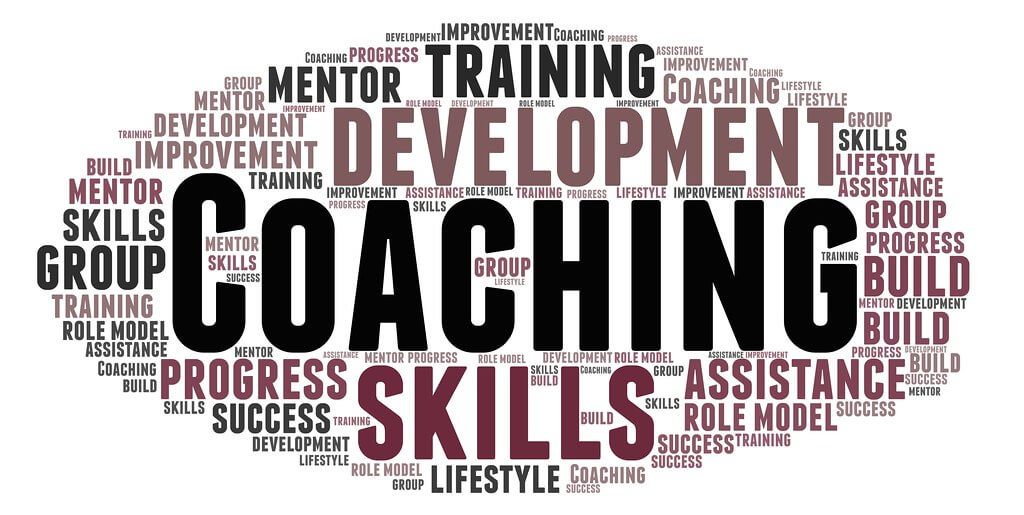 DEVELOPMENT IMPROVEMENT COACHING PROGRESS
COACHING PROGRESS TRAINING ASSISTANCE
GROUP MENTOR IMPROVEMENT COACHING
MENTOR IMPROVEMENT ROLE MODEL DEVELOPMENT ROLE MODEL IMPROVEMENT COACHING LIFESTYLE LIFESTYLE
TRAINING DEVELOPMENT DEVELOPMENT GROUP
IMPROVEMENT SKILLS
BUILD TRAINING LIFESTYLE
MENTOR IMPROVEMENT ASSISTANCE ROLE MODEL TRAINING PROGRESS LIFESTYLE IMPROVEMENT ASSISTANCE ASSISTANCE
PROGRESS SKILLS
SKILLS COACHING GROUP
MENTOR PROGRESS
GROUP SKILLS GROUP TRAINING BUILD
SUCCESS LIFESTYLE
TRAINING MENTOR DEVELOPMENT
ROLE MODEL BUILD
ASSISTANCE MENTOR ASSISTANCE MENTOR PROGRESS ROLE MODEL DEVELOPMENT ROLE MODEL ASSISTANCE IMPROVEMENT PROGRESS DEVELOPMENT
COACHING PROGRESS SKILLS COACHING GROUP ASSISTANCE BUILD
BUILD BUILD SUCCESS
SKILLS SKILLS SKILLS MENTOR
SUCCESS TRAINING BUILD ROLE MODEL SUCCESS
DEVELOPMENT SUCCESS TRAINING
LIFESTYLE SUCCESS
ROLE MODEL LIFESTYLE COACHING
GROUP SUCCESS